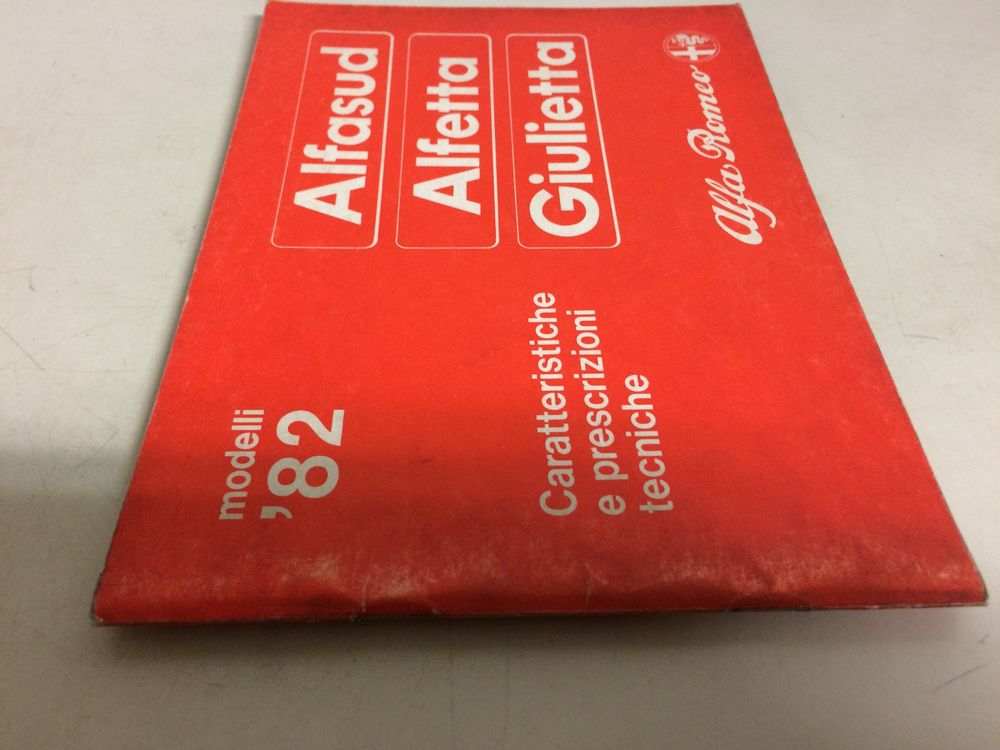 modelli
'82
Alfasud
Alfetta
Giulietta
Caratteristiche
e prescrizioni
tecniche
Alfa Romeo